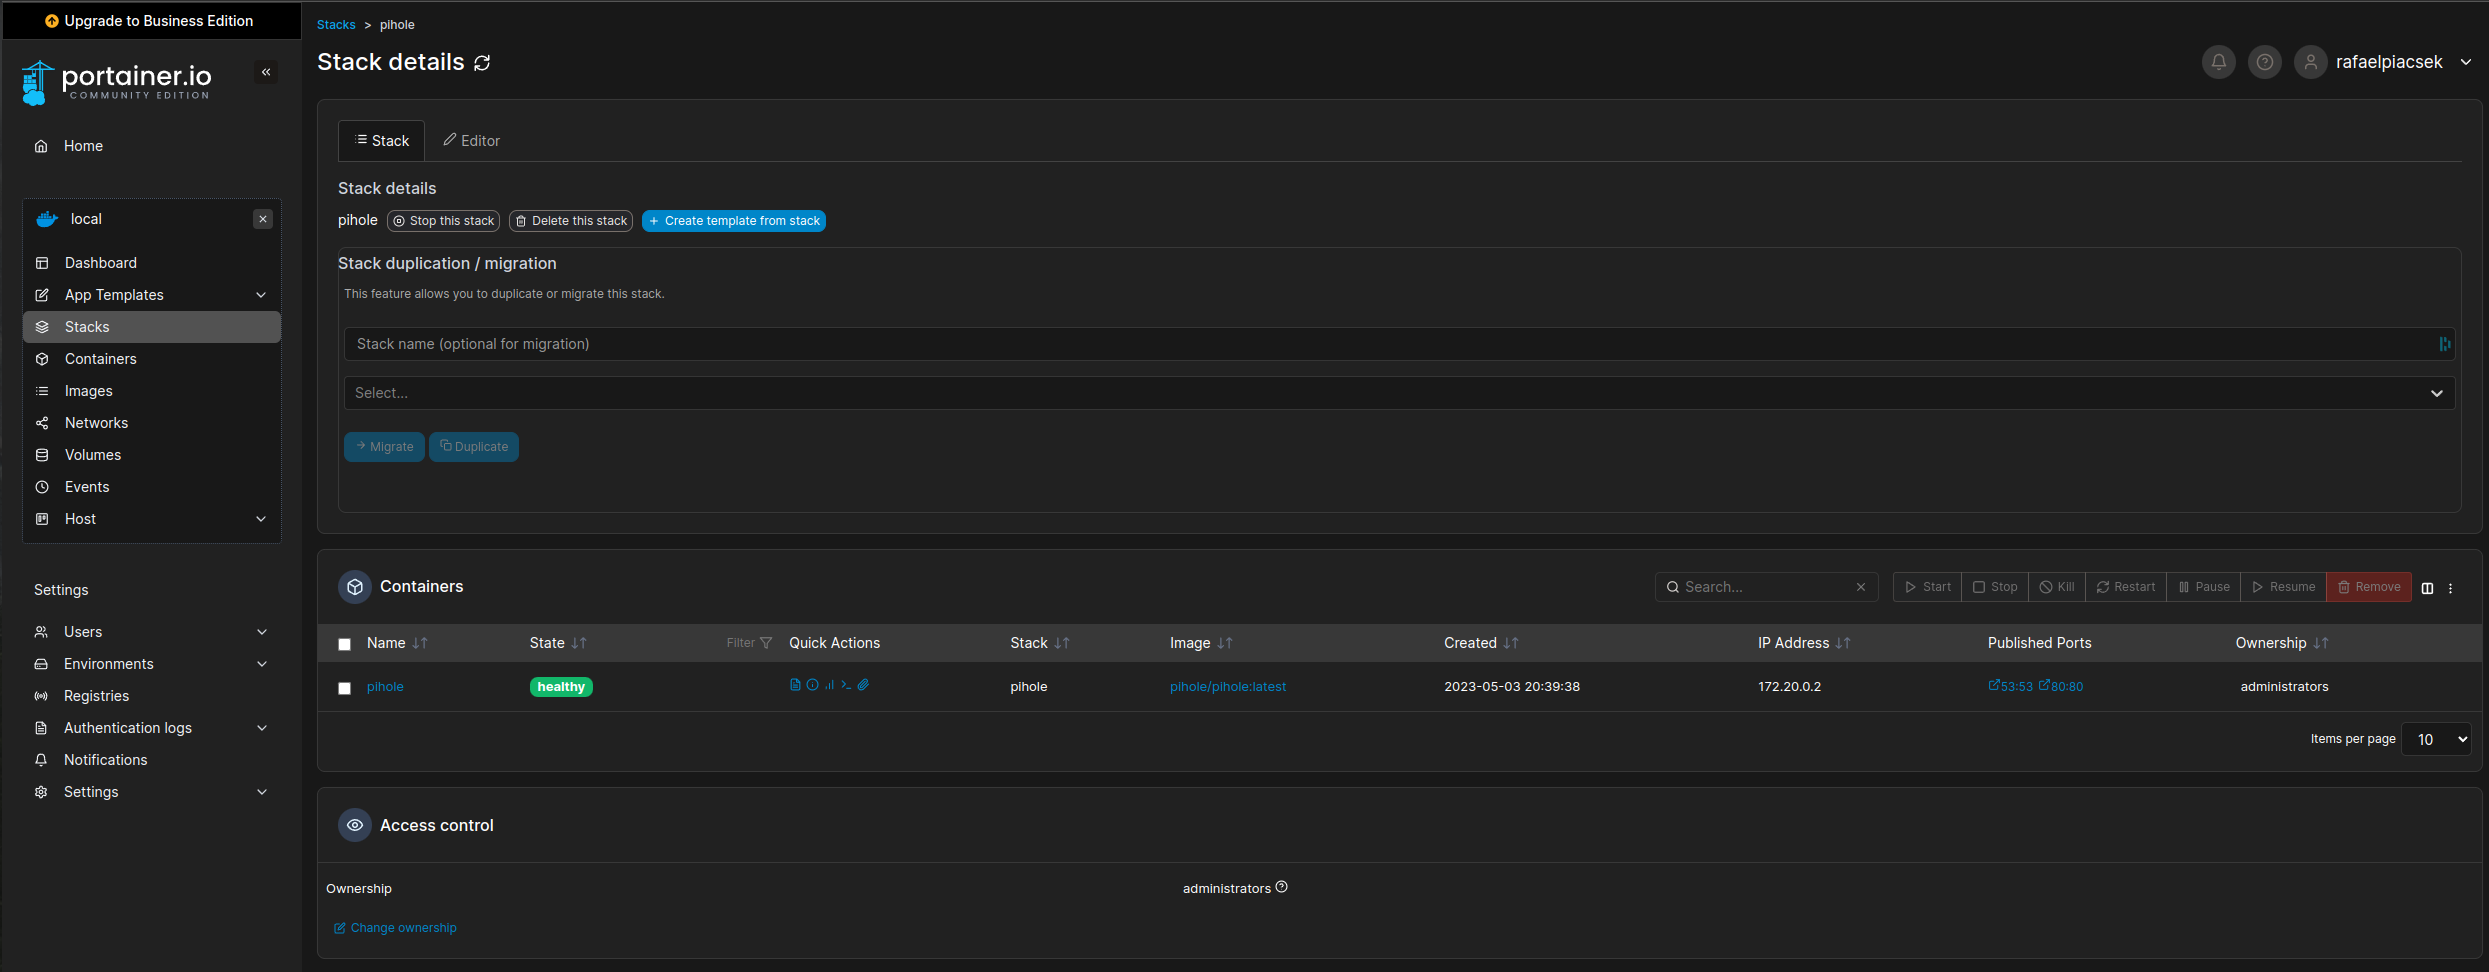 Upgrade to Business Edition
portainer.io
COMMUNITY EDITION
Home
local
Dashboard
App Templates
Stacks
Containers
Images
Networks
Volumes
Events
Host
Settings
Users
Environments
Registries
Authentication logs
Notifications
Settings
Stacks > pihole
Stack details
rafaelpiacsek
Stack Editor
Stack details
pihole Stop this stack Delete this stack + Create template from stack
Stack duplication / migration
This feature allows you to duplicate or migrate this stack.
Stack name (optional for migration)
Select...
Migrate Duplicate
Containers Search... Start Stop Kill Restart Pause Resume Remove
Name State Filter Quick Actions Stack Image Created IP Address Published Ports Ownership
pihole healthy pihole pihole/pihole:latest 2023-05-03 20:39:38 172.20.0.2 53:53 80:80 administrators
Items per page 10
Access control
Ownership administrators
Change ownership